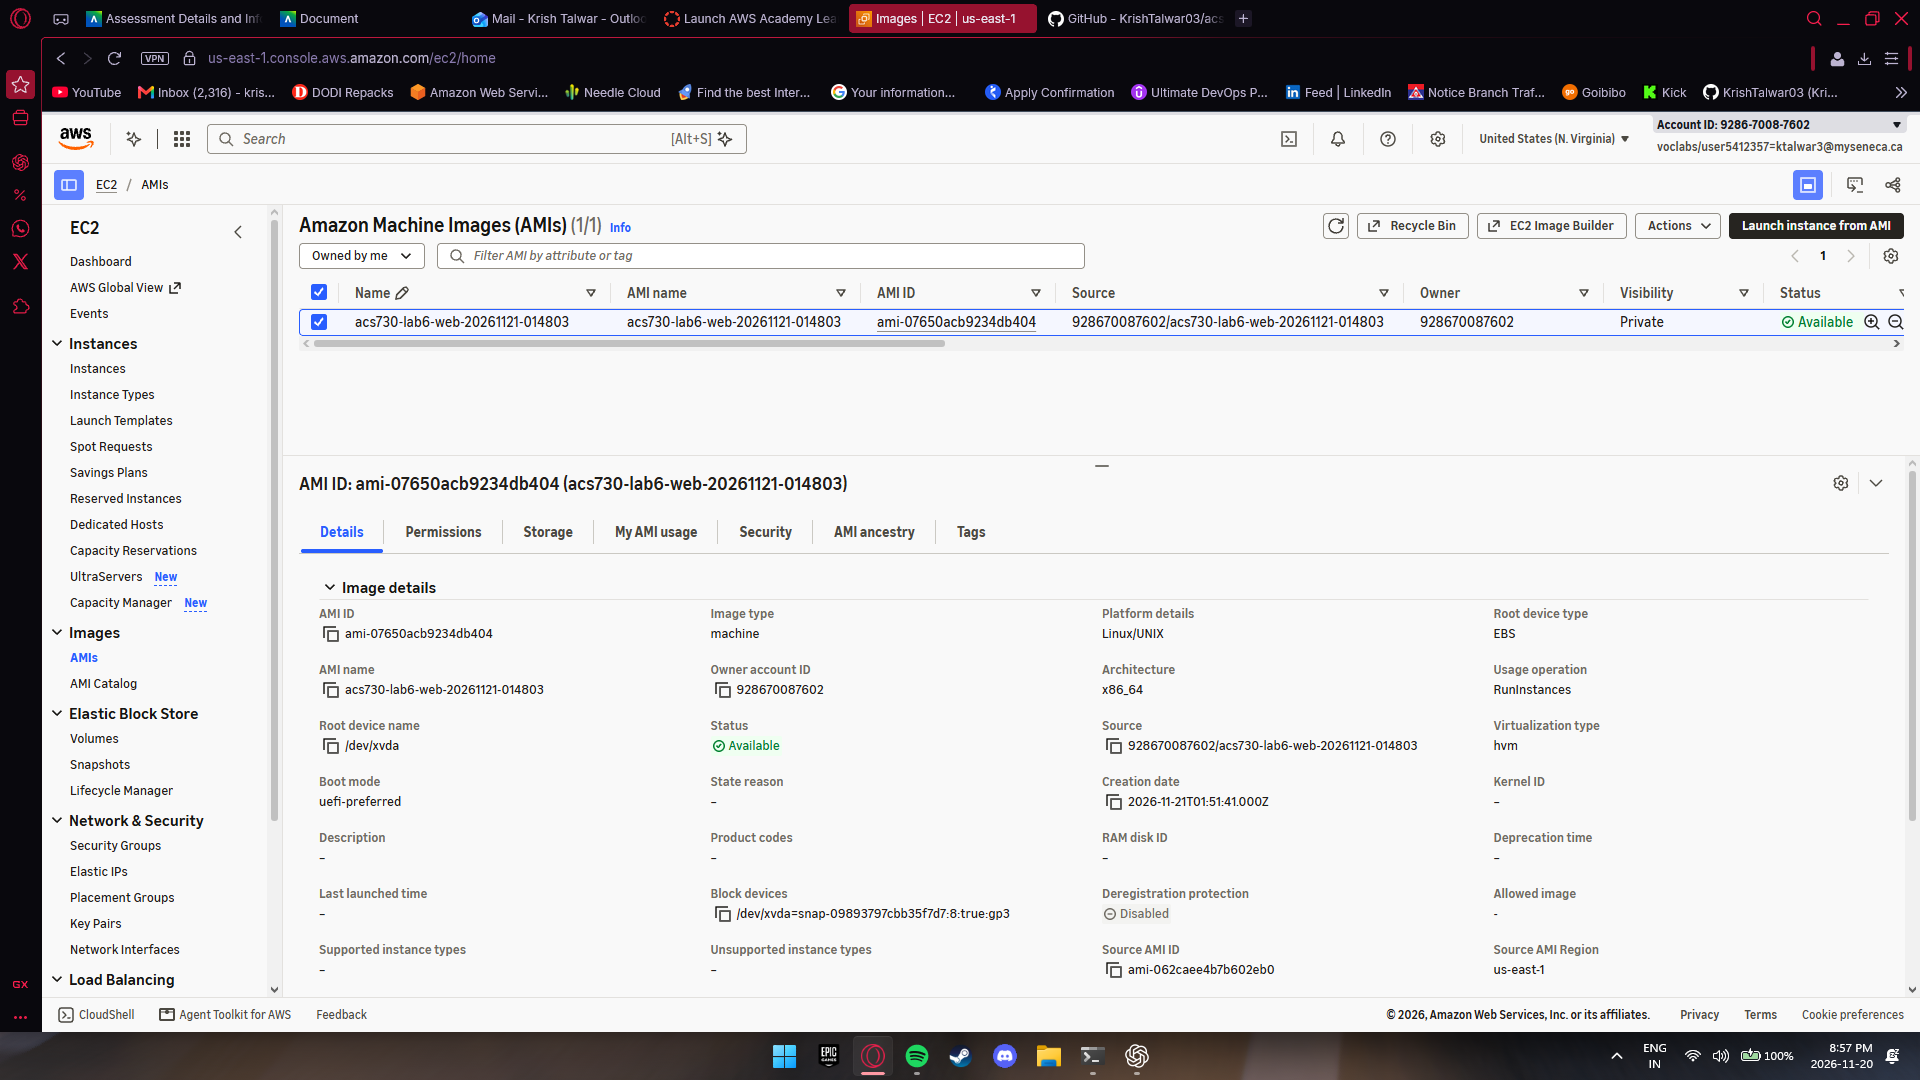 Assessment Details and Inf
Document
Mail - Krish Talwar - Outloo
Launch AWS Academy Lea
Images | EC2 | us-east-1
GitHub - KrishTalwar03/acs
VPN
us-east-1.console.aws.amazon.com/ec2/home
YouTube
Inbox (2,316) - kris...
DODI Repacks
Amazon Web Servi...
Needle Cloud
Find the best Inter...
Your information...
Apply Confirmation
Ultimate DevOps P...
Feed | LinkedIn
Notice Branch Traf...
Goibibo
Kick
KrishTalwar03 (Kri...
aws
Search
[Alt+S]
United States (N. Virginia)
Account ID: 9286-7008-7602
voclabs/user5412357=ktalwar3@myseneca.ca
EC2 / AMIs
EC2
Dashboard
AWS Global View
Events
Instances
Instances
Instance Types
Launch Templates
Spot Requests
Savings Plans
Reserved Instances
Dedicated Hosts
Capacity Reservations
UltraServers New
Capacity Manager New
Images
AMIs
AMI Catalog
Elastic Block Store
Volumes
Snapshots
Lifecycle Manager
Network & Security
Security Groups
Elastic IPs
Placement Groups
Key Pairs
Network Interfaces
Load Balancing
Amazon Machine Images (AMIs) (1/1) Info
Recycle Bin
EC2 Image Builder
Actions
Launch instance from AMI
Owned by me
Filter AMI by attribute or tag
1
Name
AMI name
AMI ID
Source
Owner
Visibility
Status
acs730-lab6-web-20261121-014803
acs730-lab6-web-20261121-014803
ami-07650acb9234db404
928670087602/acs730-lab6-web-20261121-014803
928670087602
Private
Available
AMI ID: ami-07650acb9234db404 (acs730-lab6-web-20261121-014803)
Details
Permissions
Storage
My AMI usage
Security
AMI ancestry
Tags
Image details
AMI ID
ami-07650acb9234db404
Image type
machine
Platform details
Linux/UNIX
Root device type
EBS
AMI name
acs730-lab6-web-20261121-014803
Owner account ID
928670087602
Architecture
x86_64
Usage operation
RunInstances
Root device name
/dev/xvda
Status
Available
Source
928670087602/acs730-lab6-web-20261121-014803
Virtualization type
hvm
Boot mode
uefi-preferred
State reason
–
Creation date
2026-11-21T01:51:41.000Z
Kernel ID
–
Description
–
Product codes
–
RAM disk ID
–
Deprecation time
–
Last launched time
–
Block devices
/dev/xvda=snap-09893797cbb35f7d7:8:true:gp3
Deregistration protection
Disabled
Allowed image
-
Supported instance types
–
Unsupported instance types
–
Source AMI ID
ami-062caee4b7b602eb0
Source AMI Region
us-east-1
GX
CloudShell
Agent Toolkit for AWS
Feedback
© 2026, Amazon Web Services, Inc. or its affiliates.
Privacy
Terms
Cookie preferences
EPIC GAMES
ENG
IN
100%
8:57 PM
2026-11-20